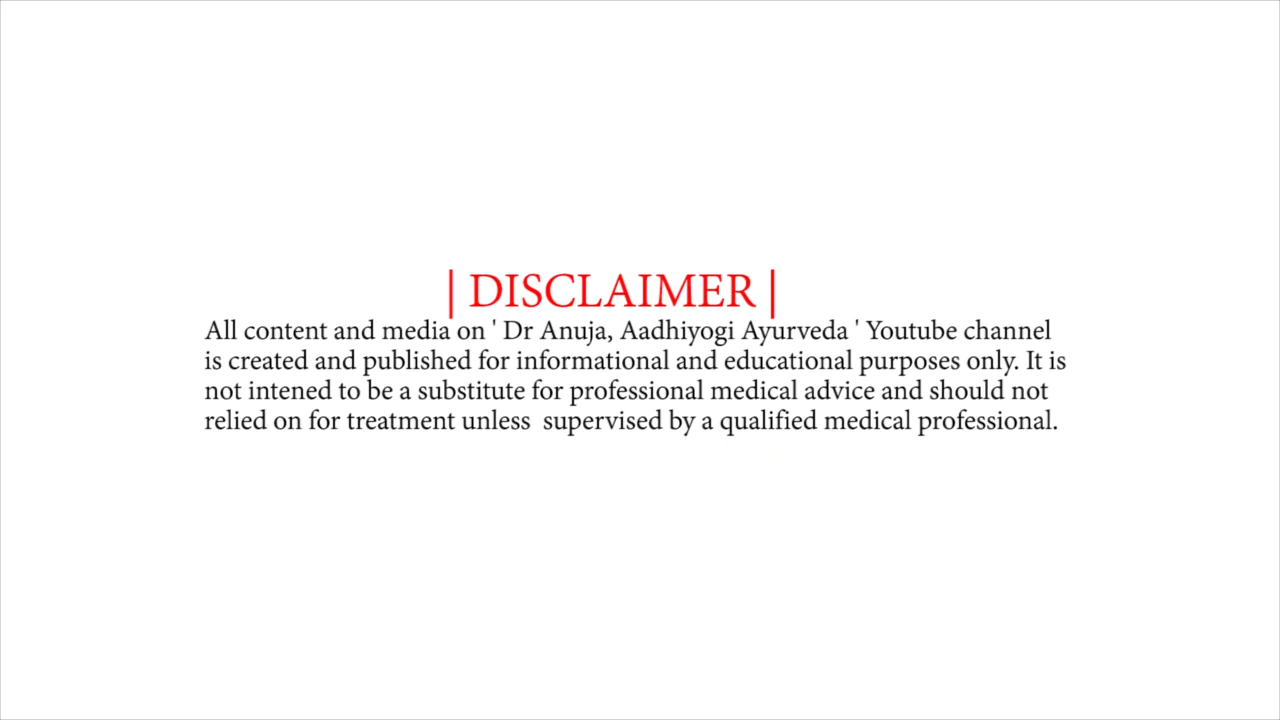 | DISCLAIMER |
All content and media on ' Dr Anuja, Aadhiyogi Ayurveda ' Youtube channel
is created and published for informational and educational purposes only. It is
not intened to be a substitute for professional medical advice and should not
relied on for treatment unless  supervised by a qualified medical professional.